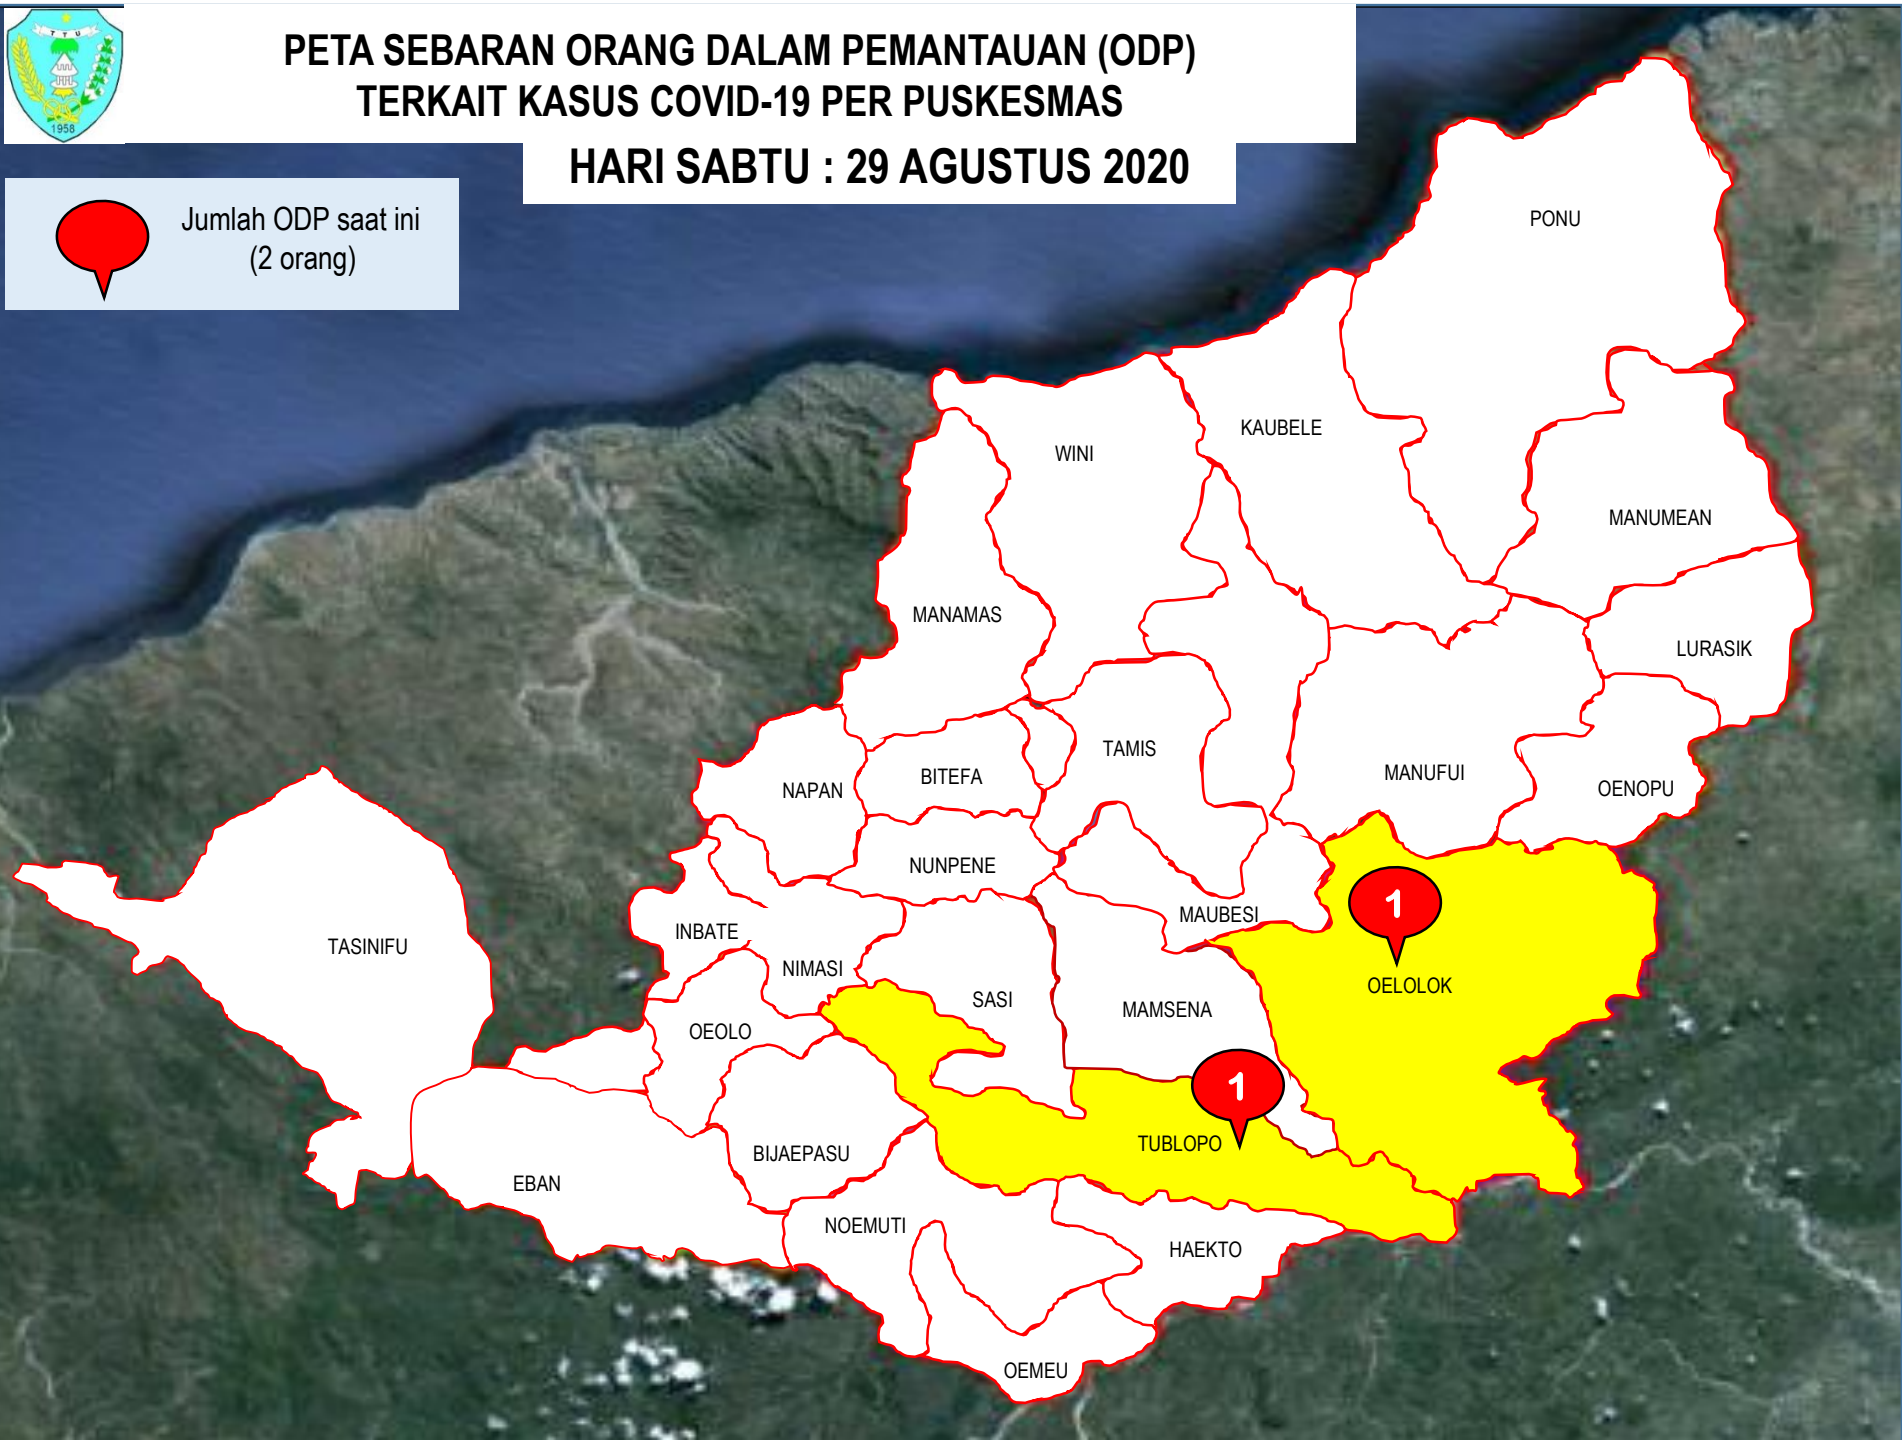 T T U
1958
PETA SEBARAN ORANG DALAM PEMANTAUAN (ODP)
TERKAIT KASUS COVID-19 PER PUSKESMAS
HARI SABTU : 29 AGUSTUS 2020
Jumlah ODP saat ini
(2 orang)
PONU
KAUBELE
WINI
MANUMEAN
MANAMAS
LURASIK
TAMIS
MANUFUI
BITEFA
NAPAN
OENOPU
NUNPENE
1
MAUBESI
INBATE
TASINIFU
NIMASI
OELOLOK
SASI
MAMSENA
OEOLO
1
TUBLOPO
BIJAEPASU
EBAN
NOEMUTI
HAEKTO
OEMEU